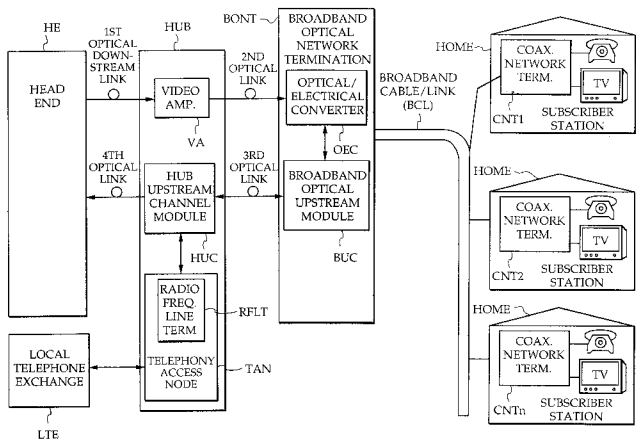 HE
HEAD
END
1ST
OPTICAL
DOWN-
STREAM
LINK
4TH
OPTICAL
LINK
HUB
VIDEO
AMP.
VA
HUB
UPSTREAM
CHANNEL
MODULE
HUC
RADIO
FREQ.
LINE
TERM
RFLT
TELEPHONY
ACCESS
NODE
TAN
LOCAL
TELEPHONE
EXCHANGE
LTE
2ND
OPTICAL
LINK
3RD
OPTICAL
LINK
BONT
BROADBAND
OPTICAL
NETWORK
TERMINATION
OPTICAL/
ELECTRICAL
CONVERTER
OEC
BROADBAND
OPTICAL
UPSTREAM
MODULE
BUC
BROADBAND
CABLE/LINK
(BCL)
HOME
COAX.
NETWORK
TERM.
TV
CNT1
SUBSCRIBER
STATION
HOME
COAX.
NETWORK
TERM.
TV
CNT2
SUBSCRIBER
STATION
HOME
COAX.
NETWORK
TERM.
TV
CNTn
SUBSCRIBER
STATION